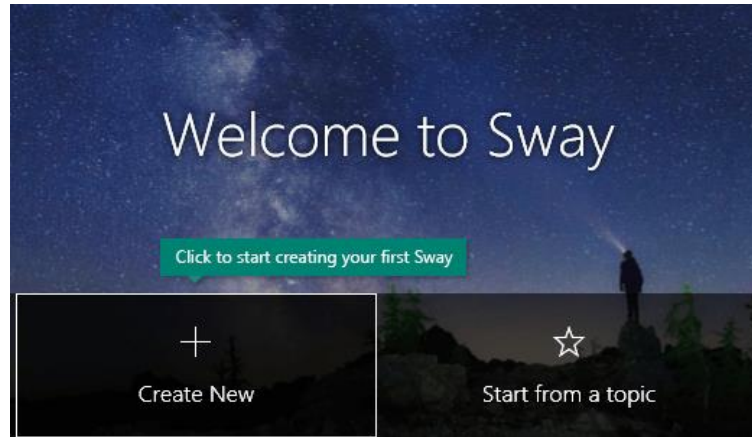 Welcome to Sway
Click to start creating your first Sway
Create New
Start from a topic